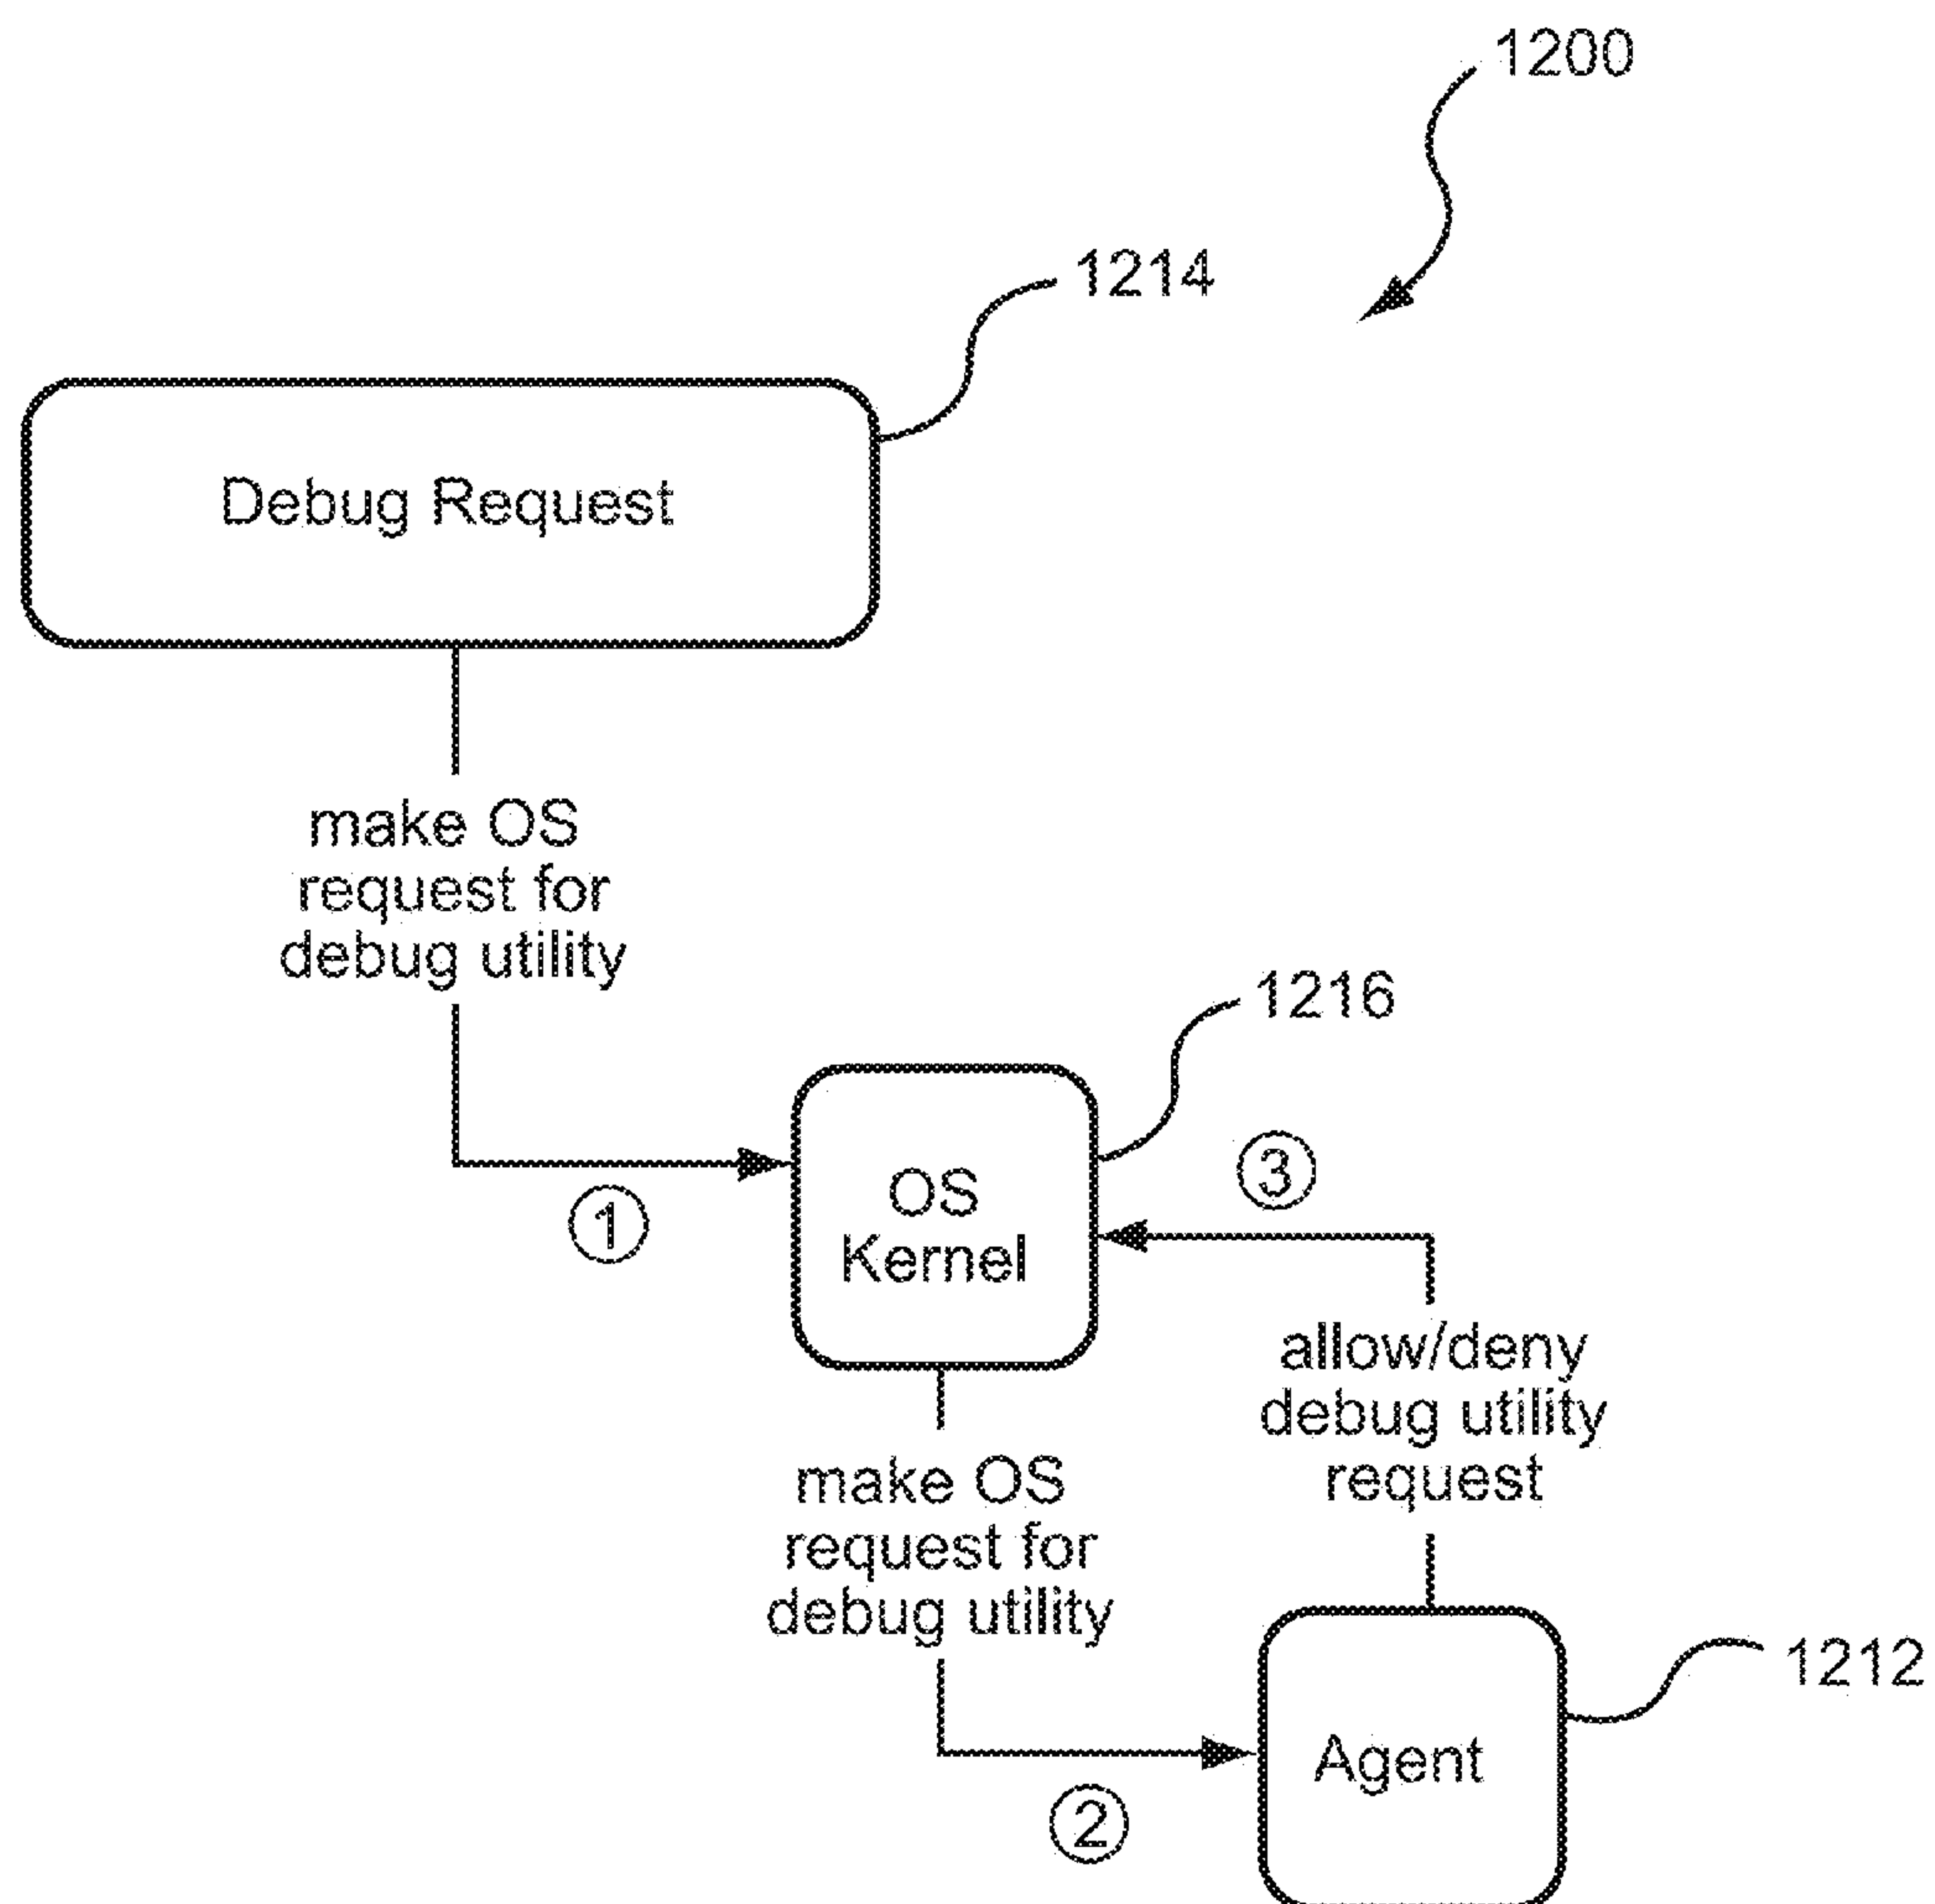 1200
1214
Debug Request
make OS
request for
debug utility
1216
OS
Kernel
1
3
allow/deny
debug utility
request
make OS
request for
debug utility
1212
Agent
2